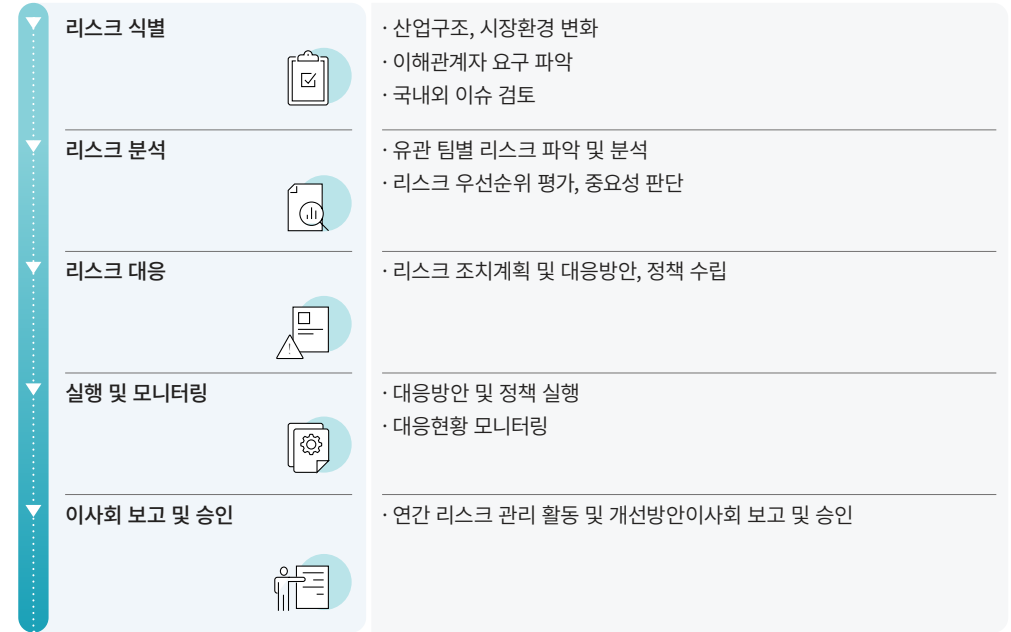 리스크 식별
· 산업구조, 시장환경 변화
· 이해관계자 요구 파악
· 국내외 이슈 검토
리스크 분석
· 유관 팀별 리스크 파악 및 분석
· 리스크 우선순위 평가, 중요성 판단
리스크 대응
· 리스크 조치계획 및 대응방안, 정책 수립
실행 및 모니터링
· 대응방안 및 정책 실행
· 대응현황 모니터링
이사회 보고 및 승인
· 연간 리스크 관리 활동 및 개선방안이사회 보고 및 승인